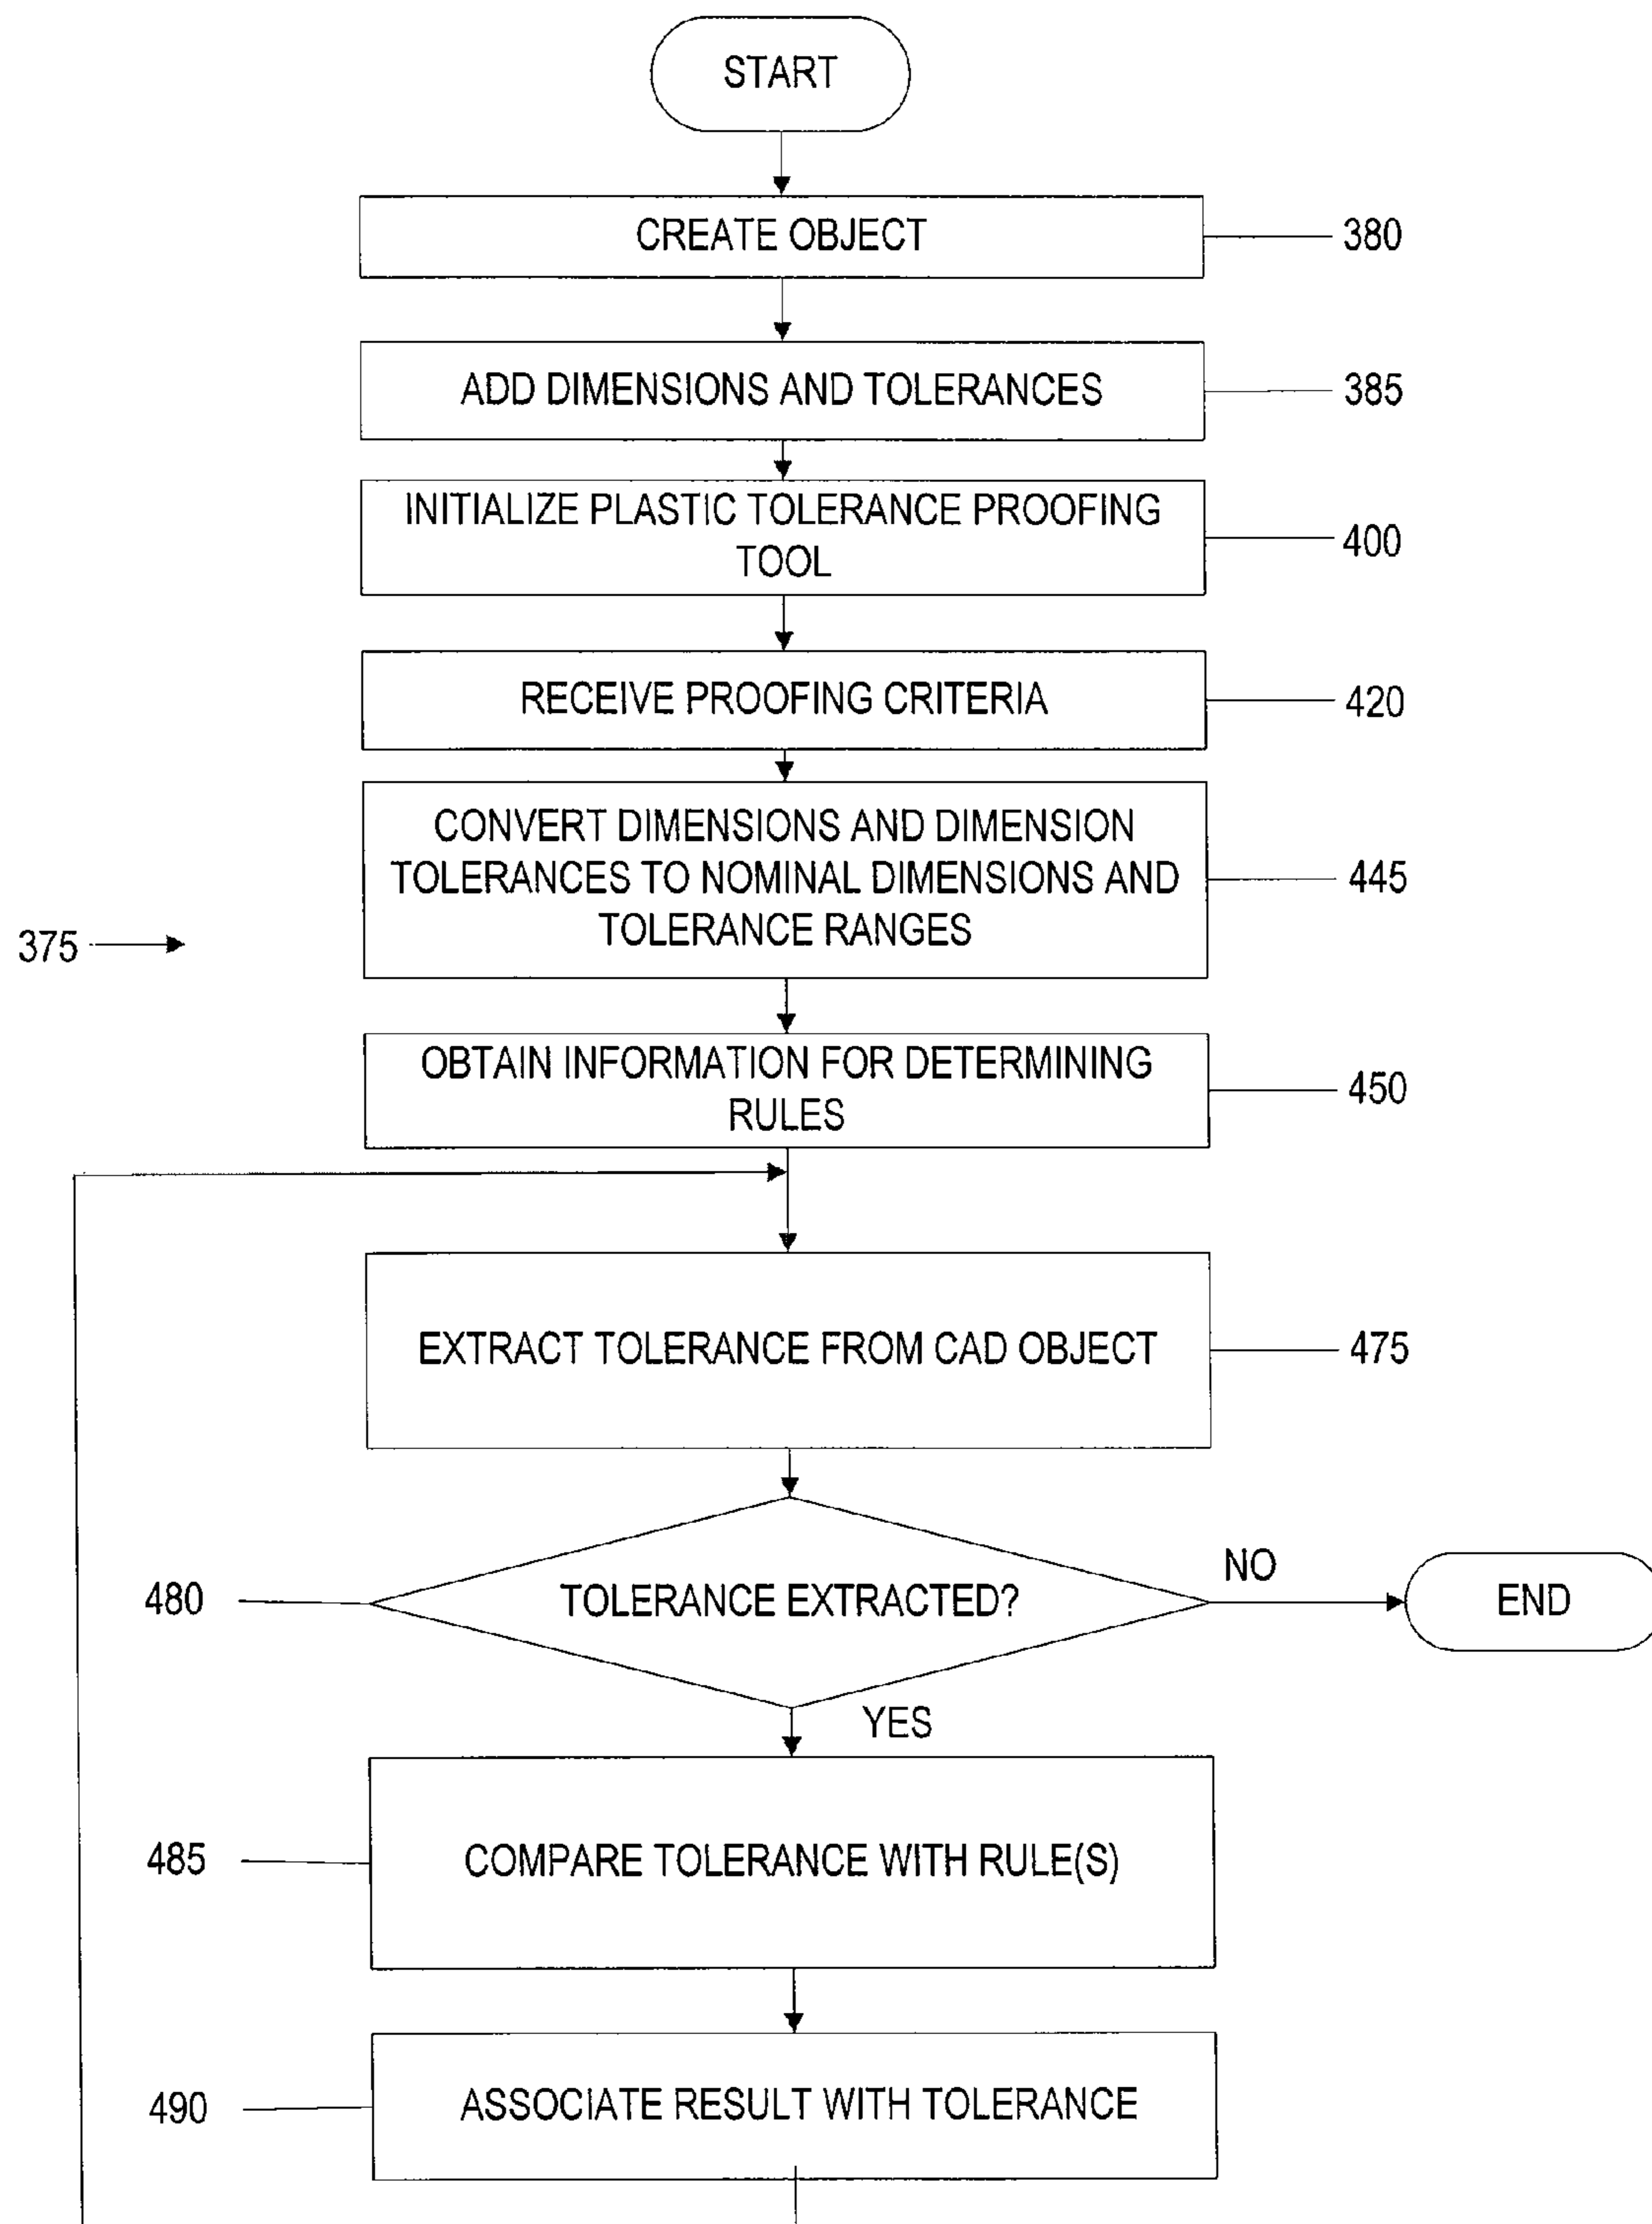 START
CREATE OBJECT
380
ADD DIMENSIONS AND TOLERANCES
385
INITIALIZE PLASTIC TOLERANCE PROOFING
TOOL
400
RECEIVE PROOFING CRITERIA
420
CONVERT DIMENSIONS AND DIMENSION
TOLERANCES TO NOMINAL DIMENSIONS AND
TOLERANCE RANGES
445
375
OBTAIN INFORMATION FOR DETERMINING
RULES
450
EXTRACT TOLERANCE FROM CAD OBJECT
475
480
TOLERANCE EXTRACTED?
NO
END
YES
485
COMPARE TOLERANCE WITH RULE(S)
490
ASSOCIATE RESULT WITH TOLERANCE